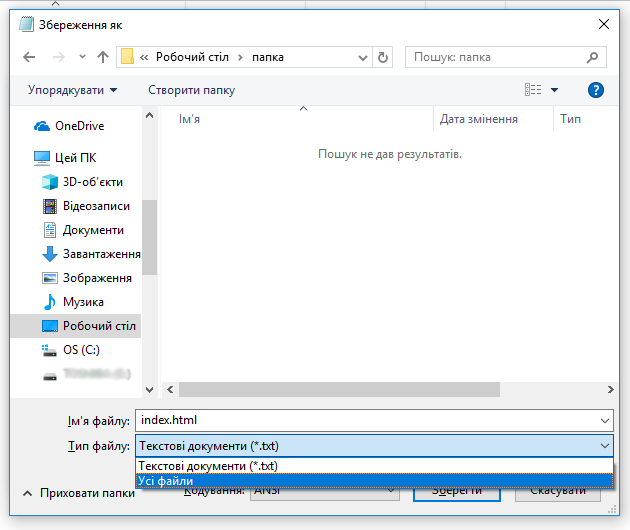 Збереження як
« Робочий стіл > папка
Пошук: папка
Упорядкувати
Створити папку
?
Ім'я
Дата змінення
Тип
OneDrive
Цей ПК
3D-об'єкти
Відеозаписи
Документи
Завантаження
Зображення
Музика
Робочий стіл
OS (C:)
Пошук не дав результатів.
Ім'я файлу:
index.html
Тип файлу:
Текстові документи (*.txt)
Текстові документи (*.txt)
Усі файли
Приховати папки
Кодування:
ANSI
Зберегти
Скасувати